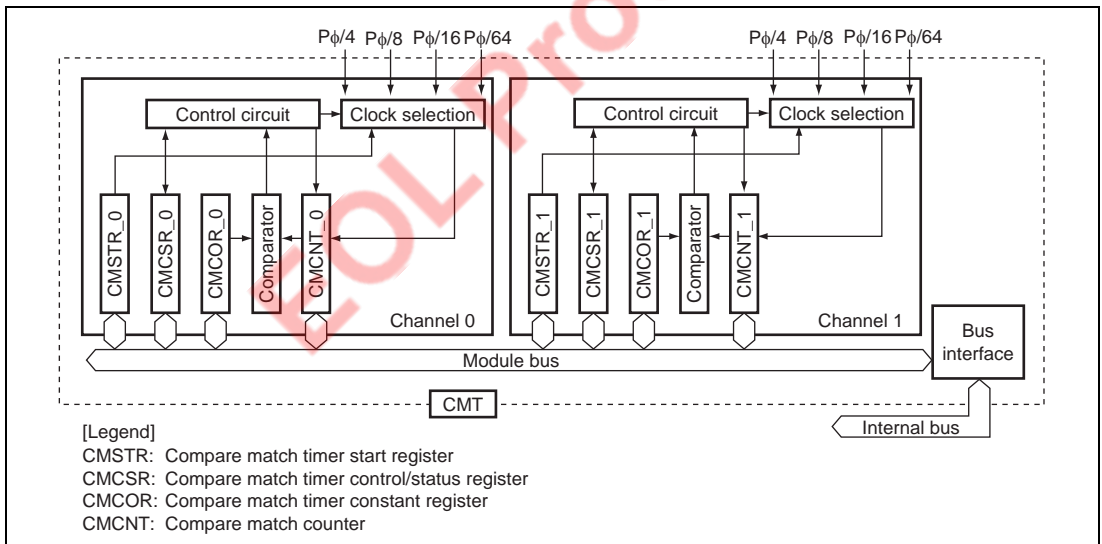 Pϕ/4 Pϕ/8 Pϕ/16 Pϕ/64
Control circuit
Clock selection
CMSTR_0
CMCSR_0
CMCOR_0
Comparator
CMCNT_0
Channel 0
Pϕ/4 Pϕ/8 Pϕ/16 Pϕ/64
Control circuit
Clock selection
CMSTR_1
CMCSR_1
CMCOR_1
Comparator
CMCNT_1
Channel 1
Module bus
Bus
interface
Internal bus
CMT
EOL Pro
[Legend]
CMSTR: Compare match timer start register
CMCSR: Compare match timer control/status register
CMCOR: Compare match timer constant register
CMCNT: Compare match counter